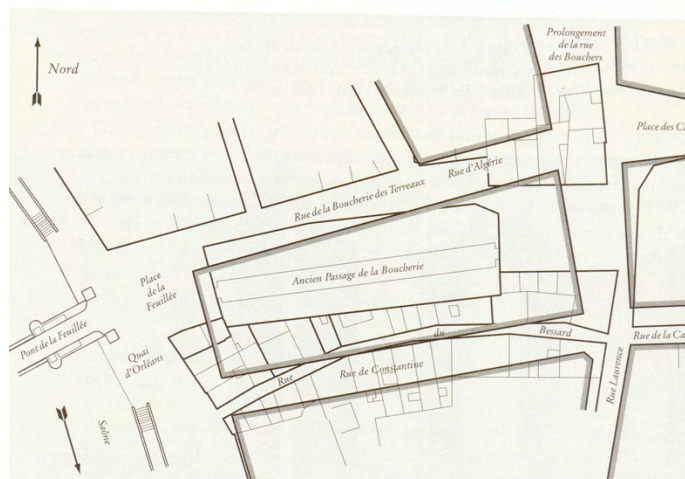 Prolongement
de la rue
des Bouchers
Nord
Place des C
Rue d'Algérie
Rue de la Boucherie des Terreaux
Place
de la
Feuillée
Ancien Passage de la Boucherie
Pont de la Feuillée
Quai
d'Orléans
Rue
du
Bessard
Rue de la Ca
Rue de Constantine
Rue Laurence
Saône